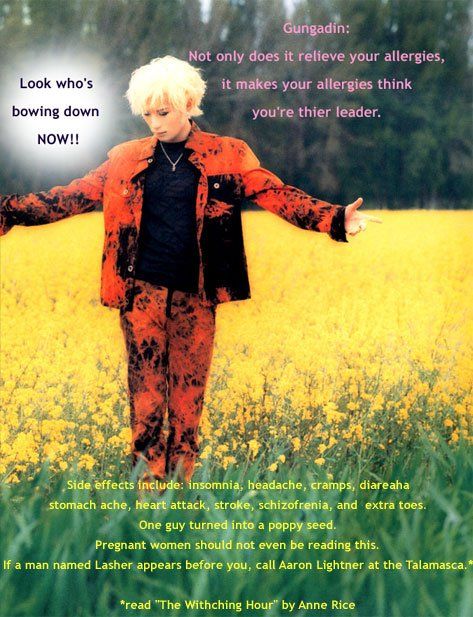 Gungadin:
Not only does it relieve your allergies,
it makes your allergies think
you're thier leader.
Look who's
bowing down
NOW!!
Side effects include: insomnia, headache, cramps, diareaha
stomach ache, heart attack, stroke, schizofrenia, and extra toes.
One guy turned into a poppy seed.
Pregnant women should not even be reading this.
If a man named Lasher appears before you, call Aaron Lightner at the Talamasca.*
*read "The Withching Hour" by Anne Rice